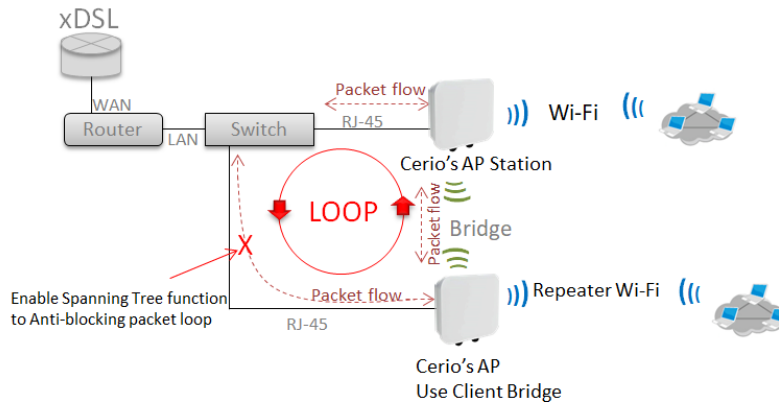 xDSL
WAN
Router
LAN
Switch
Packet flow
RJ-45
Wi-Fi
Cerio's AP Station
LOOP
Packet flow
Bridge
X
Enable Spanning Tree function
to Anti-blocking packet loop
Packet flow
RJ-45
Repeater Wi-Fi
Cerio's AP
Use Client Bridge